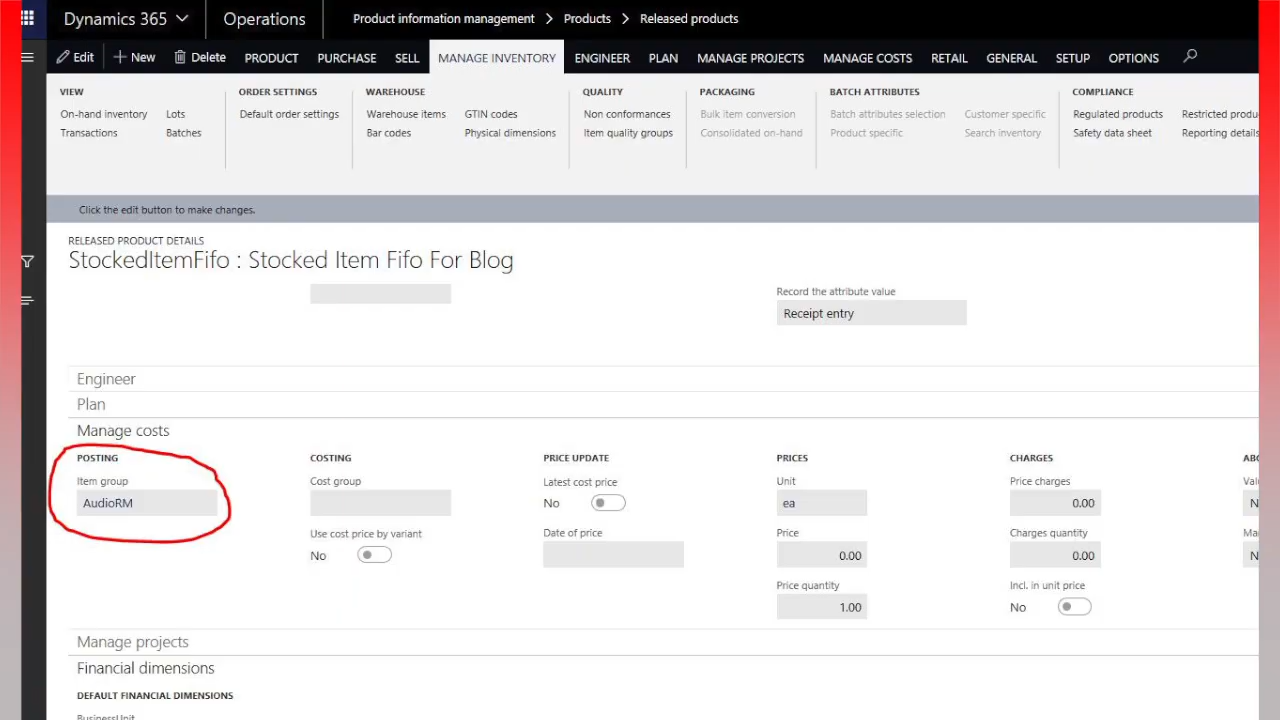 Dynamics 365 Operations Product information management > Products > Released products
Edit New Delete PRODUCT PURCHASE SELL MANAGE INVENTORY ENGINEER PLAN MANAGE PROJECTS MANAGE COSTS RETAIL GENERAL SETUP OPTIONS
VIEW ORDER SETTINGS WAREHOUSE QUALITY PACKAGING BATCH ATTRIBUTES COMPLIANCE
On-hand inventory Lots Default order settings Warehouse items GTIN codes Non conformances Bulk item conversion Batch attributes selection Customer specific Regulated products Restricted produ
Transactions Batches Bar codes Physical dimensions Item quality groups Consolidated on-hand Product specific Search inventory Safety data sheet Reporting details
Click the edit button to make changes.
RELEASED PRODUCT DETAILS
StockedItemFifo : Stocked Item Fifo For Blog
Record the attribute value
Receipt entry
Engineer
Plan
Manage costs
POSTING COSTING PRICE UPDATE PRICES CHARGES
Item group Cost group Latest cost price Unit Price charges
AudioRM No ea 0.00
Use cost price by variant Date of price Price Charges quantity
No 0.00 0.00
Price quantity Incl. in unit price
1.00 No
Manage projects
Financial dimensions
DEFAULT FINANCIAL DIMENSIONS
BusinessUnit